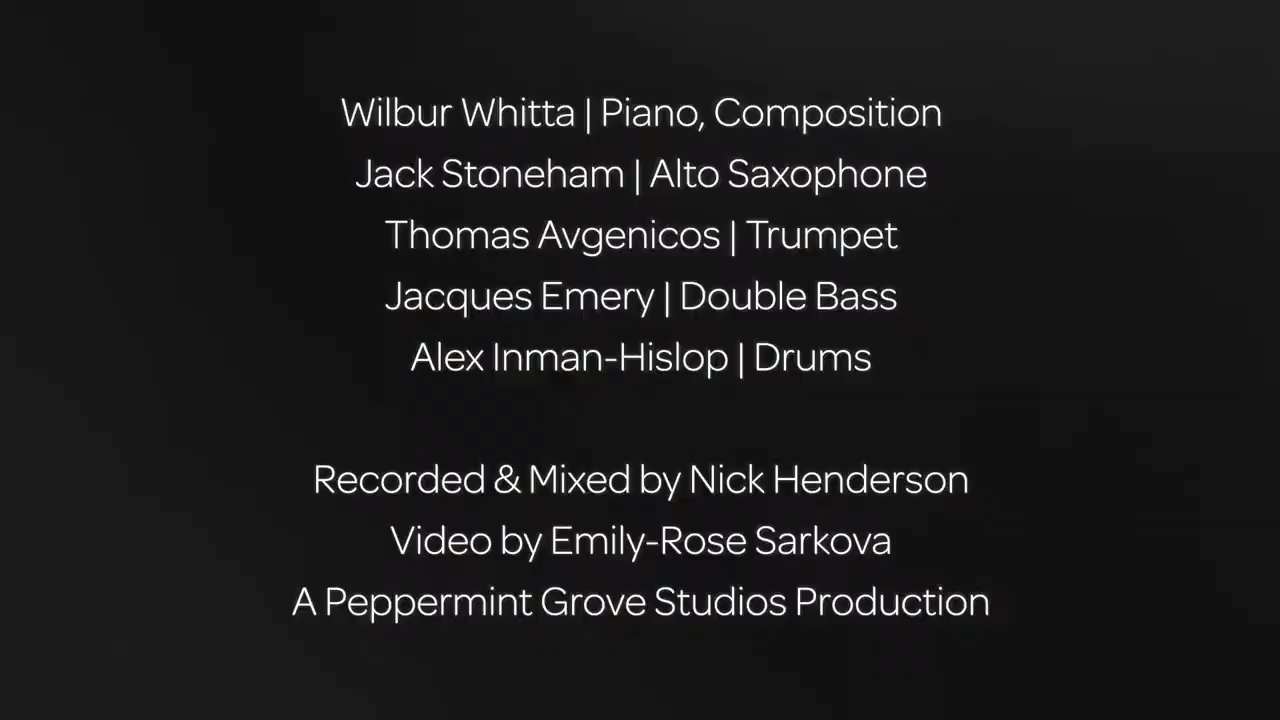 Wilbur Whitta | Piano, Composition
Jack Stoneham | Alto Saxophone
Thomas Avgenicos | Trumpet
Jacques Emery | Double Bass
Alex Inman-Hislop | Drums
Recorded & Mixed by Nick Henderson
Video by Emily-Rose Sarkova
A Peppermint Grove Studios Production